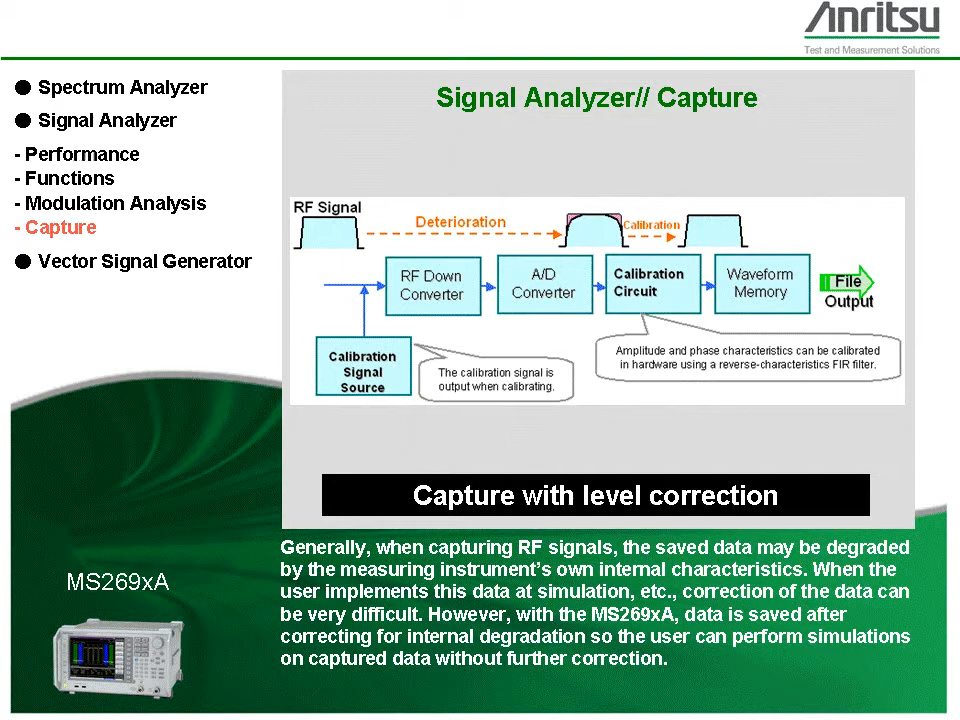 Anritsu
Test and Measurement Solutions
● Spectrum Analyzer
● Signal Analyzer
- Performance
- Functions
- Modulation Analysis
- Capture
● Vector Signal Generator
Signal Analyzer// Capture
RF Signal
Deterioration
Calibration
RF Down
Converter
A/D
Converter
Calibration
Circuit
Waveform
Memory
File
Output
Calibration
Signal
Source
The calibration signal is
output when calibrating.
Amplitude and phase characteristics can be calibrated
in hardware using a reverse-characteristics FIR filter.
Capture with level correction
Generally, when capturing RF signals, the saved data may be degraded
by the measuring instrument's own internal characteristics. When the
user implements this data at simulation, etc., correction of the data can
be very difficult. However, with the MS269xA, data is saved after
correcting for internal degradation so the user can perform simulations
on captured data without further correction.
MS269xA